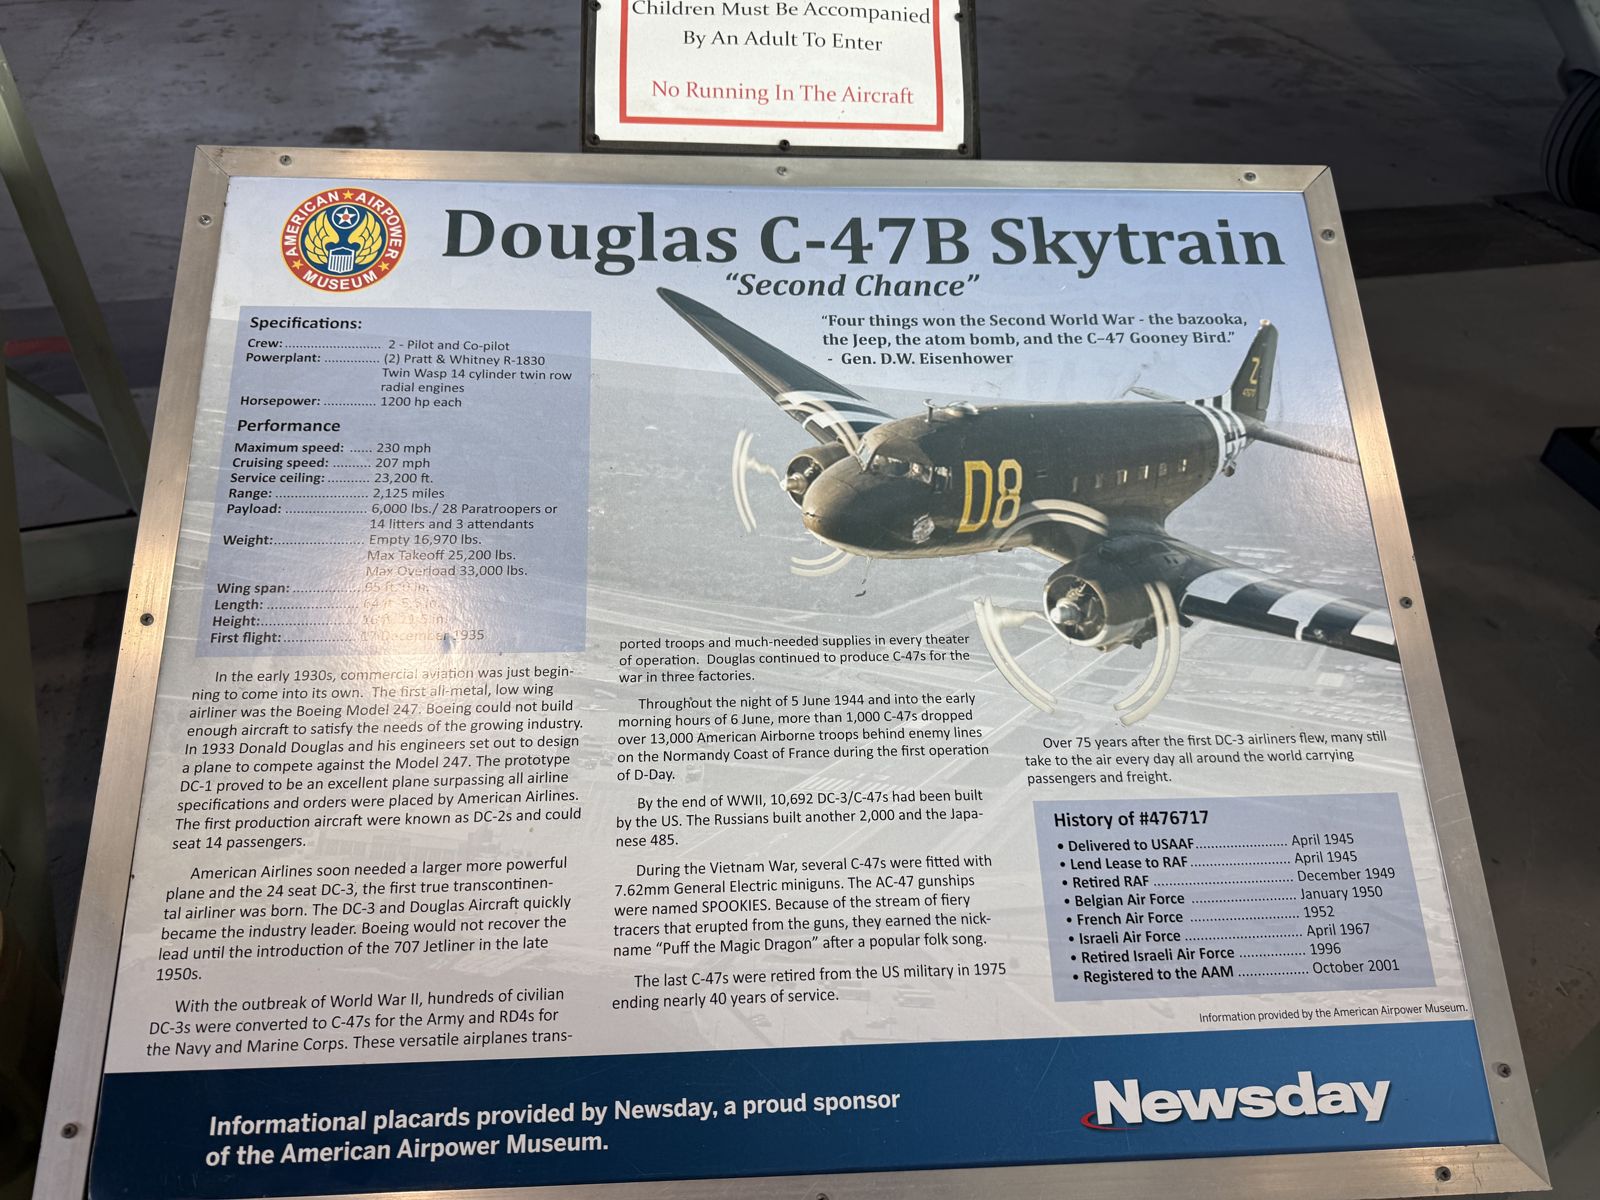 Children Must Be Accompanied
By An Adult To Enter
No Running In The Aircraft
AMERICAN AIRPOWER
MUSEUM
Douglas C-47B Skytrain
“Second Chance”
“Four things won the Second World War - the bazooka,
the Jeep, the atom bomb, and the C–47 Gooney Bird.”
- Gen. D.W. Eisenhower
Z
D8
Specifications:
Crew: ............................ 2 - Pilot and Co-pilot
Powerplant: ............... (2) Pratt & Whitney R-1830
Twin Wasp 14 cylinder twin row
radial engines
Horsepower: .............. 1200 hp each
Performance
Maximum speed: ...... 230 mph
Cruising speed: .......... 207 mph
Service ceiling: ........... 23,200 ft.
Range: ......................... 2,125 miles
Payload: ...................... 6,000 lbs./ 28 Paratroopers or
14 litters and 3 attendants
Weight:........................ Empty 16,970 lbs.
Max Takeoff 25,200 lbs.
Max Overload 33,000 lbs.
Wing span: ..................
Length: ........................
Height: .........................
First flight: ................... 17 December 1935
In the early 1930s, commercial aviation was just begin-
ning to come into its own. The first all-metal, low wing
airliner was the Boeing Model 247. Boeing could not build
enough aircraft to satisfy the needs of the growing industry.
In 1933 Donald Douglas and his engineers set out to design
a plane to compete against the Model 247. The prototype
DC-1 proved to be an excellent plane surpassing all airline
specifications and orders were placed by American Airlines.
The first production aircraft were known as DC-2s and could
seat 14 passengers.
American Airlines soon needed a larger more powerful
plane and the 24 seat DC-3, the first true transcontinen-
tal airliner was born. The DC-3 and Douglas Aircraft quickly
became the industry leader. Boeing would not recover the
lead until the introduction of the 707 Jetliner in the late
1950s.
With the outbreak of World War II, hundreds of civilian
DC-3s were converted to C-47s for the Army and RD4s for
the Navy and Marine Corps. These versatile airplanes trans-
ported troops and much-needed supplies in every theater
of operation. Douglas continued to produce C-47s for the
war in three factories.
Throughout the night of 5 June 1944 and into the early
morning hours of 6 June, more than 1,000 C-47s dropped
over 13,000 American Airborne troops behind enemy lines
on the Normandy Coast of France during the first operation
of D-Day.
By the end of WWII, 10,692 DC-3/C-47s had been built
by the US. The Russians built another 2,000 and the Japa-
nese 485.
During the Vietnam War, several C-47s were fitted with
7.62mm General Electric miniguns. The AC-47 gunships
were named SPOOKIES. Because of the stream of fiery
tracers that erupted from the guns, they earned the nick-
name “Puff the Magic Dragon” after a popular folk song.
The last C-47s were retired from the US military in 1975
ending nearly 40 years of service.
Over 75 years after the first DC-3 airliners flew, many still
take to the air every day all around the world carrying
passengers and freight.
History of #476717
• Delivered to USAAF...................... April 1945
• Lend Lease to RAF ........................ April 1945
• Retired RAF ................................. December 1949
• Belgian Air Force ......................... January 1950
• French Air Force .......................... 1952
• Israeli Air Force ............................ April 1967
• Retired Israeli Air Force ................ 1996
• Registered to the AAM ................. October 2001
Information provided by the American Airpower Museum.
Informational placards provided by Newsday, a proud sponsor
of the American Airpower Museum.
Newsday